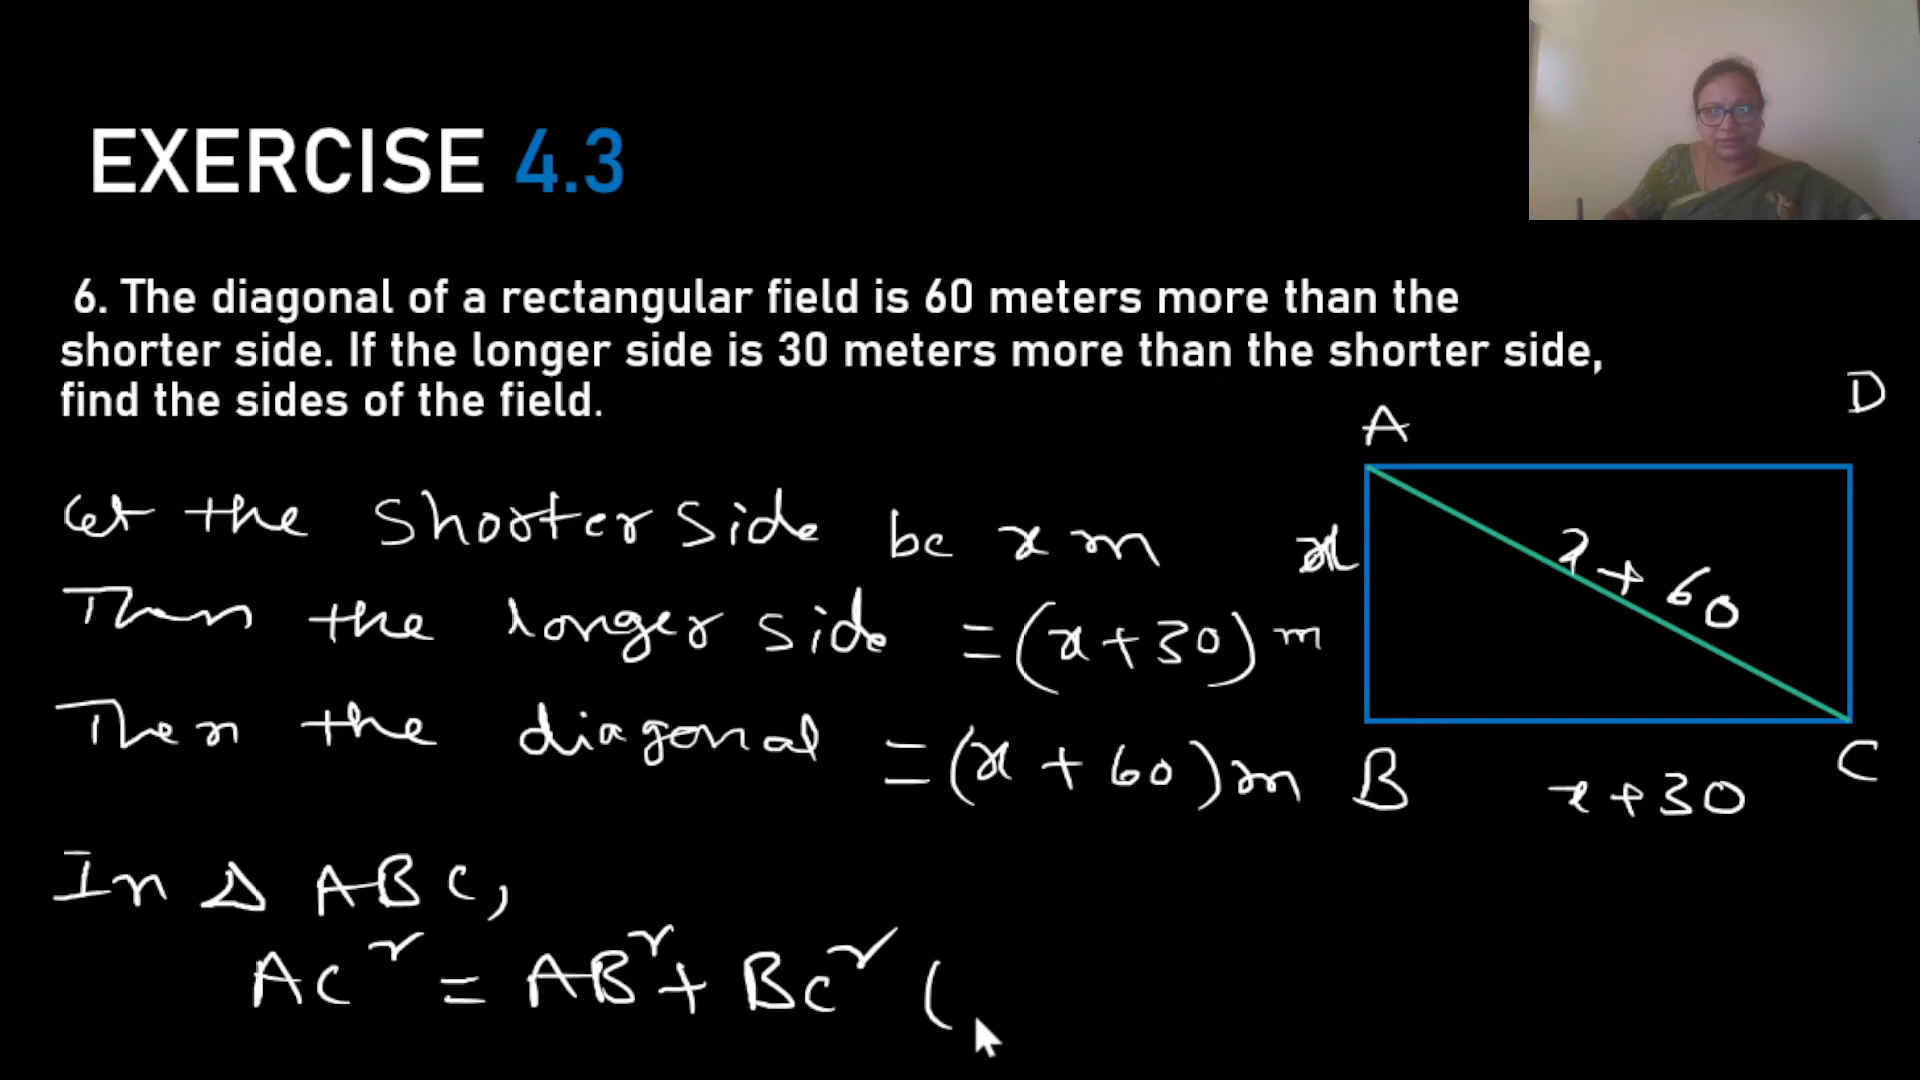 EXERCISE 4.3
6. The diagonal of a rectangular field is 60 meters more than the
shorter side. If the longer side is 30 meters more than the shorter side,
find the sides of the field.
Let the shorter side be x m
Then the longer side = (x+30) m
Then the diagonal = (x + 60) m
In Δ ABC,
AC² = AB² + BC² (
A
D
x
x+60
B
C
x+30